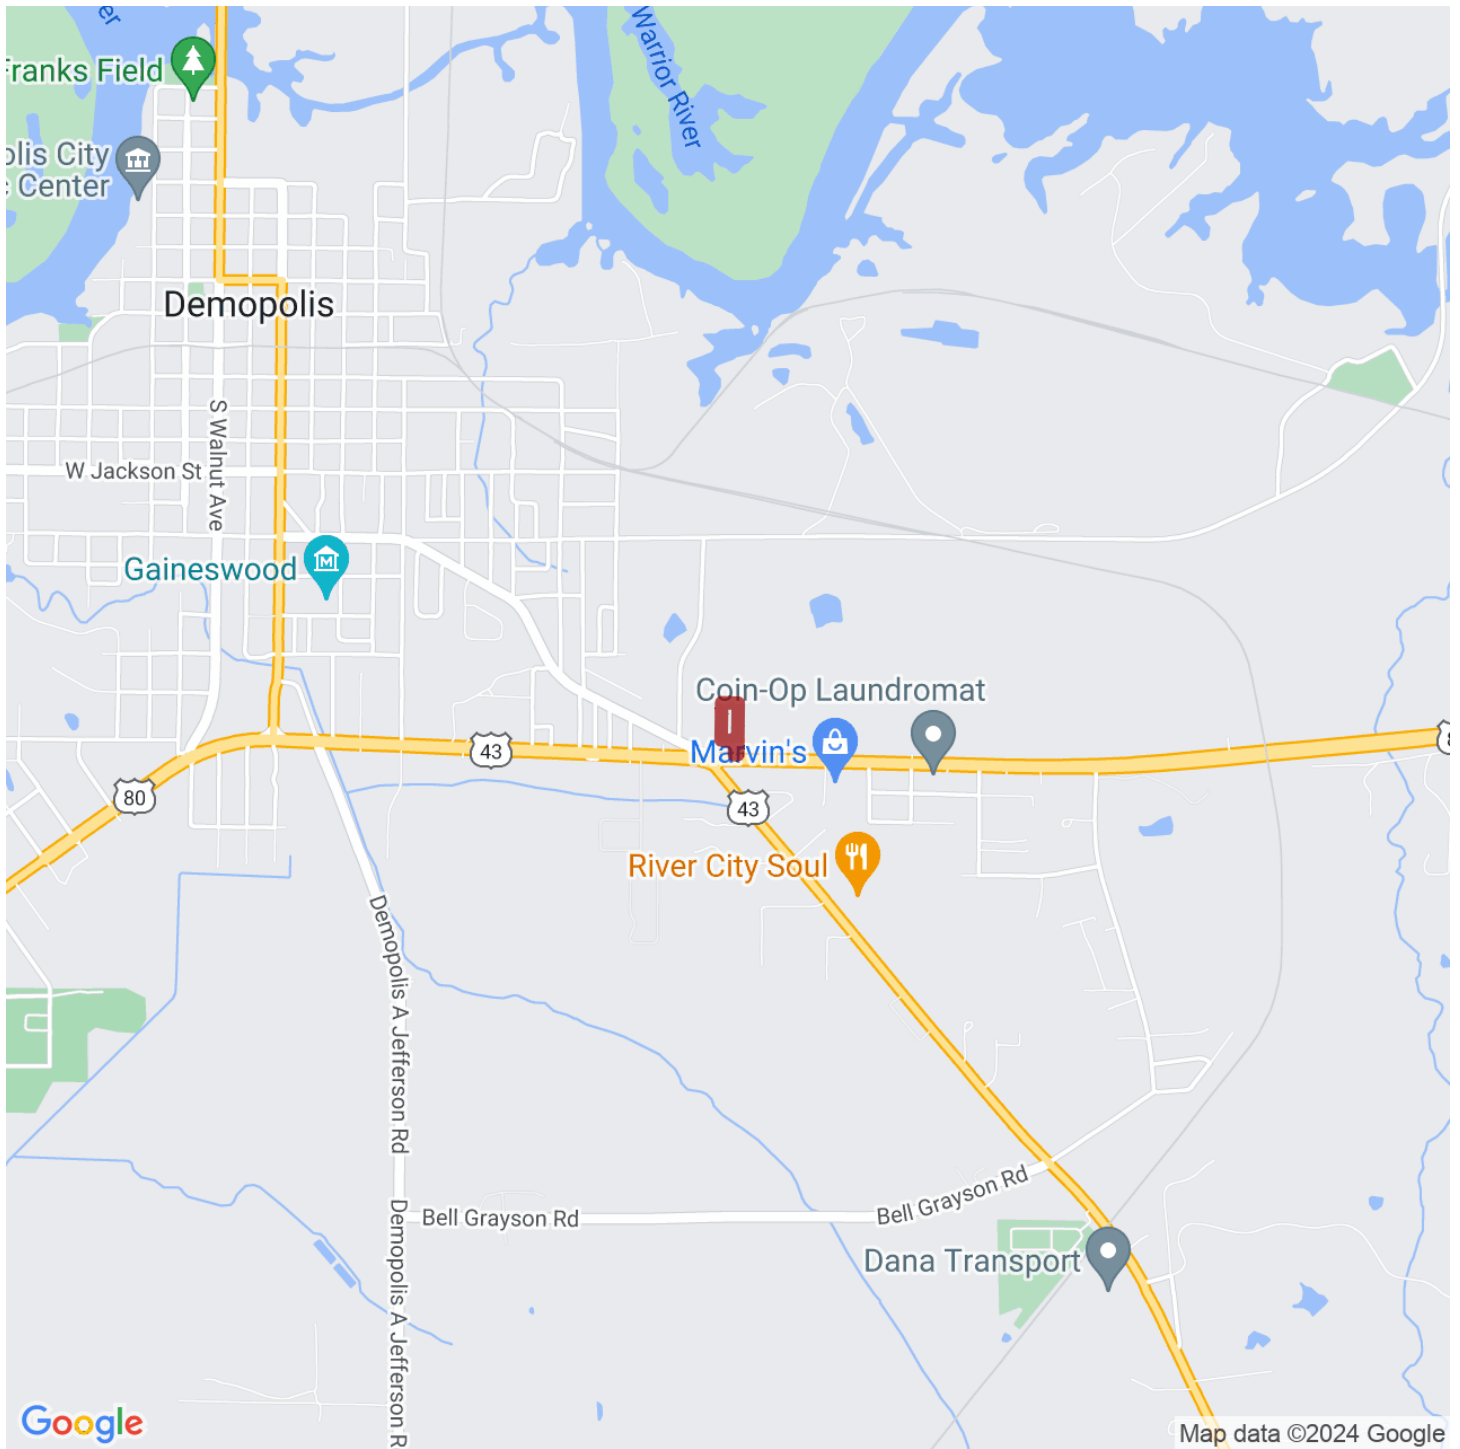 er
Warrior River
Franks Field
olis City
c Center
Demopolis
S Walnut Ave
W Jackson St
Gaineswood
Coin-Op Laundromat
Marvin's
43
80
43
River City Soul
Demopolis A Jefferson Rd
Bell Grayson Rd
Bell Grayson Rd
Demopolis A Jefferson R
Dana Transport
Google
Map data ©2024 Google